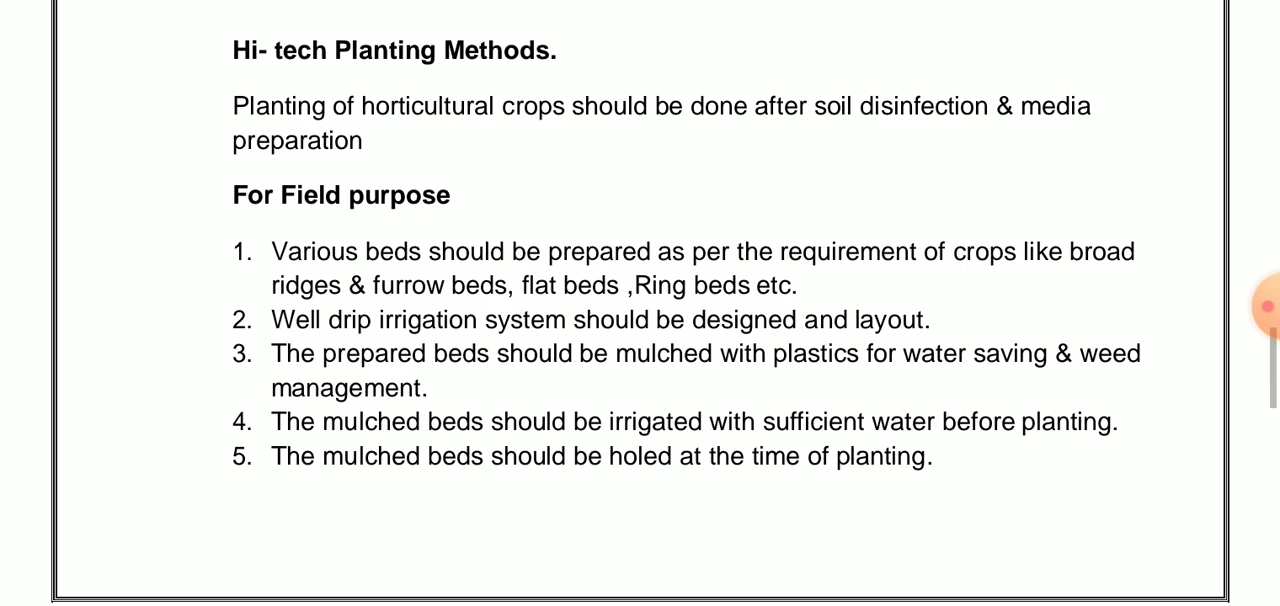 Hi- tech Planting Methods.
Planting of horticultural crops should be done after soil disinfection & media
preparation
For Field purpose
1. Various beds should be prepared as per the requirement of crops like broad
ridges & furrow beds, flat beds ,Ring beds etc.
2. Well drip irrigation system should be designed and layout.
3. The prepared beds should be mulched with plastics for water saving & weed
management.
4. The mulched beds should be irrigated with sufficient water before planting.
5. The mulched beds should be holed at the time of planting.